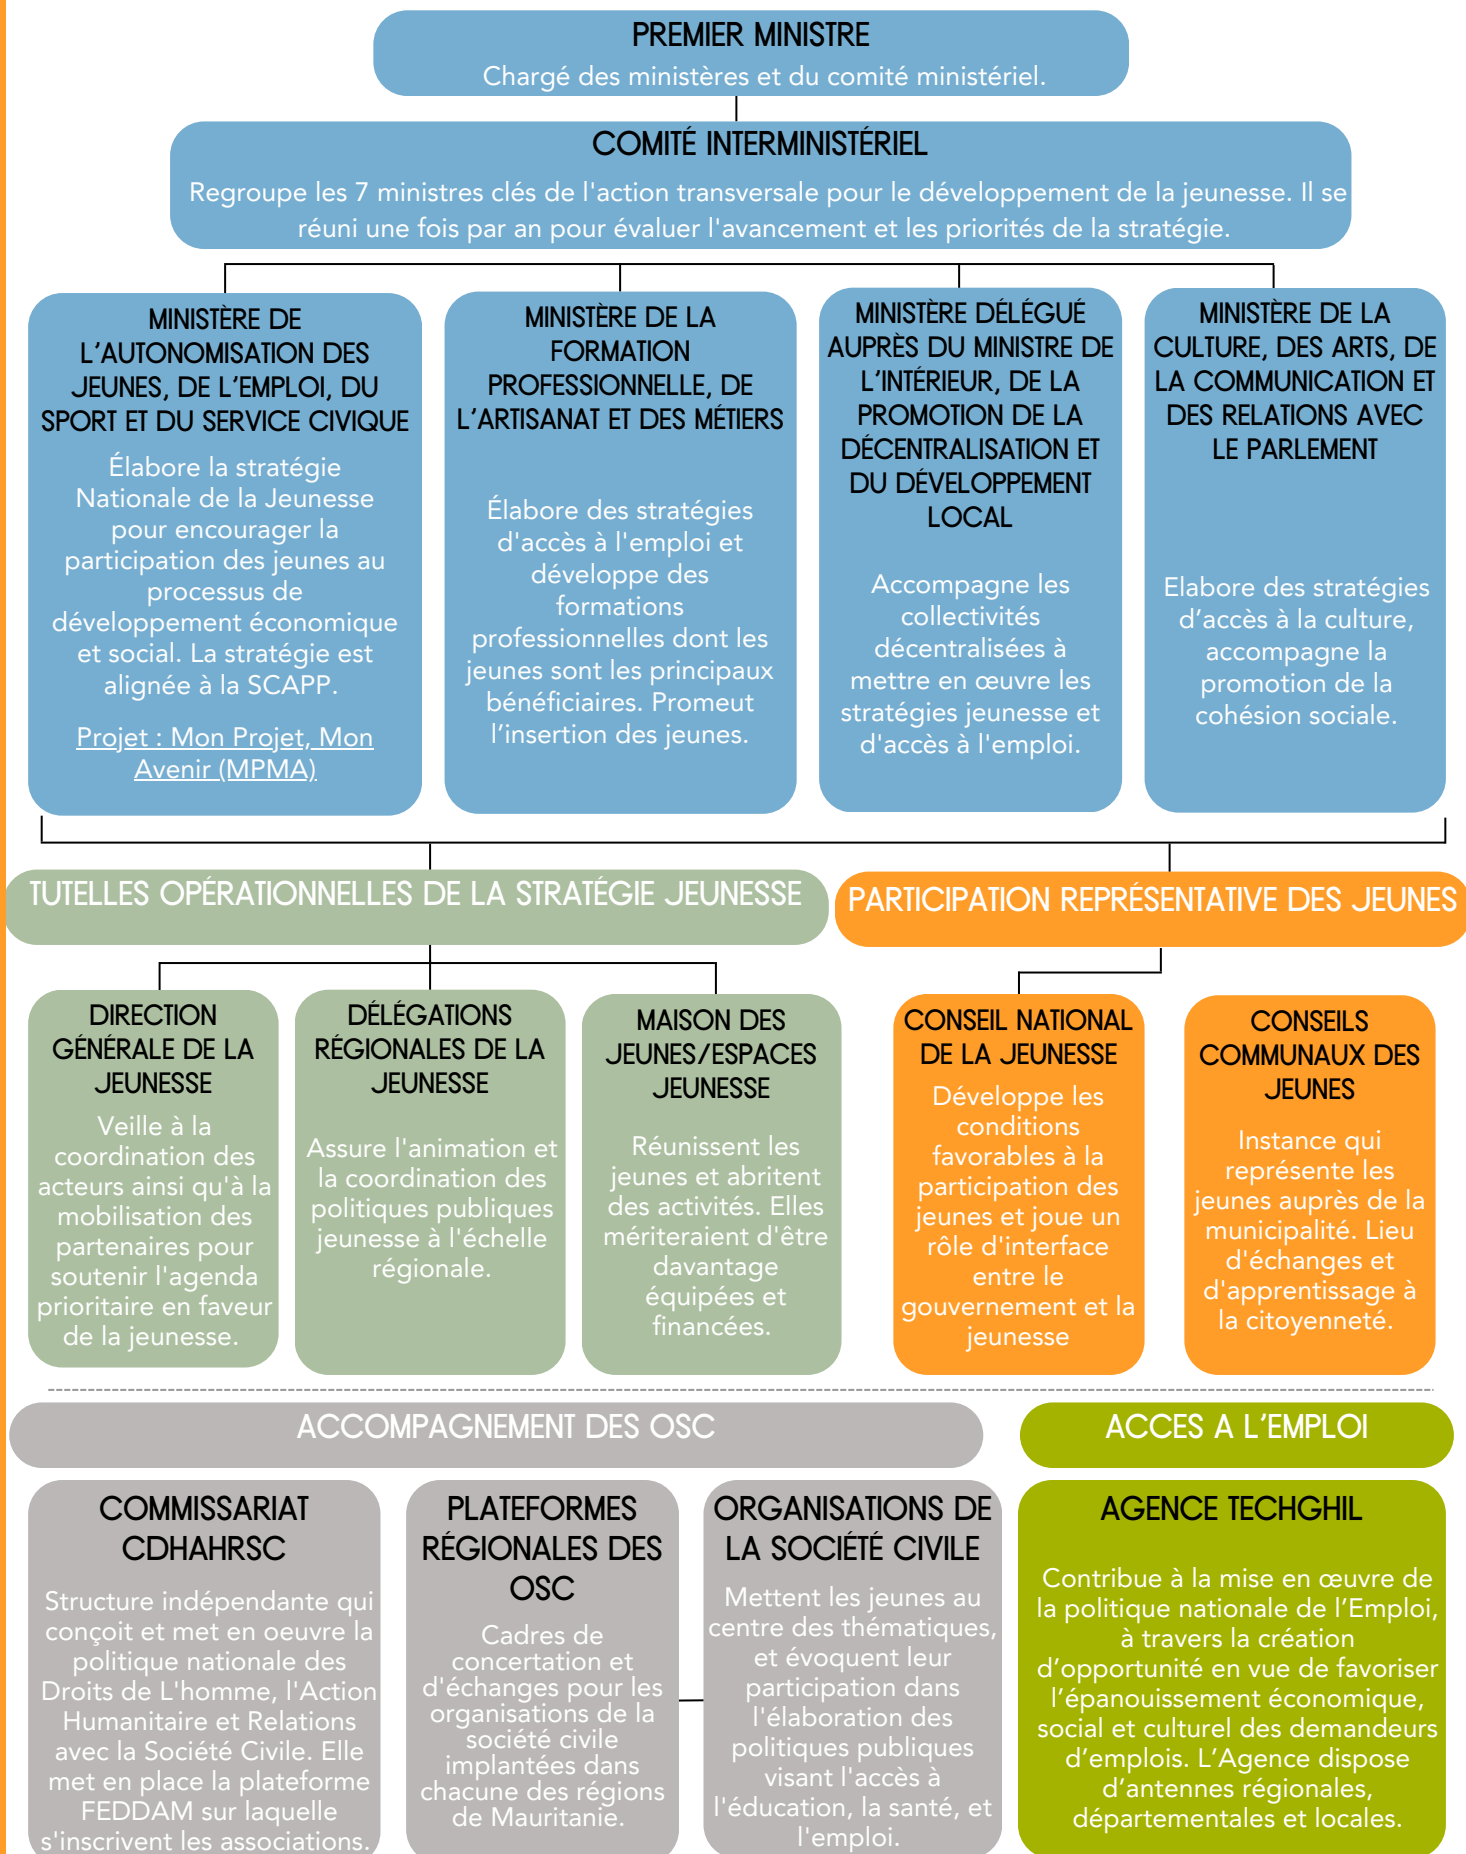 PREMIER MINISTRE
Chargé des ministères et du comité ministériel.
COMITÉ INTERMINISTÉRIEL
Regroupe les 7 ministres clés de l'action transversale pour le développement de la jeunesse. Il se
réuni une fois par an pour évaluer l'avancement et les priorités de la stratégie.
MINISTÈRE DE
L'AUTONOMISATION DES
JEUNES, DE L'EMPLOI, DU
SPORT ET DU SERVICE CIVIQUE
Élabore la stratégie
Nationale de la Jeunesse
pour encourager la
participation des jeunes au
processus de
développement économique
et social. La stratégie est
alignée à la SCAPP.
Projet : Mon Projet, Mon
Avenir (MPMA)
MINISTÈRE DE LA
FORMATION
PROFESSIONNELLE, DE
L'ARTISANAT ET DES MÉTIERS
Élabore des stratégies
d'accès à l'emploi et
développe des
formations
professionnelles dont les
jeunes sont les principaux
bénéficiaires. Promeut
l'insertion des jeunes.
MINISTÈRE DÉLÉGUÉ
AUPRÈS DU MINISTRE DE
L'INTÉRIEUR, DE LA
PROMOTION DE LA
DÉCENTRALISATION ET
DU DÉVELOPPEMENT
LOCAL
Accompagne les
collectivités
décentralisées à
mettre en œuvre les
stratégies jeunesse et
d'accès à l'emploi.
MINISTÈRE DE LA
CULTURE, DES ARTS, DE
LA COMMUNICATION ET
DES RELATIONS AVEC
LE PARLEMENT
Elabore des stratégies
d'accès à la culture,
accompagne la
promotion de la
cohésion sociale.
TUTELLES OPÉRATIONNELLES DE LA STRATÉGIE JEUNESSE
PARTICIPATION REPRÉSENTATIVE DES JEUNES
DIRECTION
GÉNÉRALE DE LA
JEUNESSE
Veille à la
coordination des
acteurs ainsi qu'à la
mobilisation des
partenaires pour
soutenir l'agenda
prioritaire en faveur
de la jeunesse.
DÉLÉGATIONS
RÉGIONALES DE LA
JEUNESSE
Assure l'animation et
la coordination des
politiques publiques
jeunesse à l'échelle
régionale.
MAISON DES
JEUNES/ESPACES
JEUNESSE
Réunissent les
jeunes et abritent
des activités. Elles
mériteraient d'être
davantage
équipées et
financées.
CONSEIL NATIONAL
DE LA JEUNESSE
Développe les
conditions
favorables à la
participation des
jeunes et joue un
rôle d'interface
entre le
gouvernement et la
jeunesse
CONSEILS
COMMUNAUX DES
JEUNES
Instance qui
représente les
jeunes auprès de la
municipalité. Lieu
d'échanges et
d'apprentissage à
la citoyenneté.
ACCOMPAGNEMENT DES OSC
ACCES A L'EMPLOI
COMMISSARIAT
CDHAHRSC
Structure indépendante qui
conçoit et met en oeuvre la
politique nationale des
Droits de L'homme, l'Action
Humanitaire et Relations
avec la Société Civile. Elle
met en place la plateforme
FEDDAM sur laquelle
s'inscrivent les associations.
PLATEFORMES
RÉGIONALES DES
OSC
Cadres de
concertation et
d'échanges pour les
organisations de la
société civile
implantées dans
chacune des régions
de Mauritanie.
ORGANISATIONS DE
LA SOCIÉTÉ CIVILE
Mettent les jeunes au
centre des thématiques,
et évoquent leur
participation dans
l'élaboration des
politiques publiques
visant l'accès à
l'éducation, la santé, et
l'emploi.
AGENCE TECHGHIL
Contribue à la mise en œuvre de
la politique nationale de l'Emploi,
à travers la création
d'opportunité en vue de favoriser
l'épanouissement économique,
social et culturel des demandeurs
d'emplois. L'Agence dispose
d'antennes régionales,
départementales et locales.